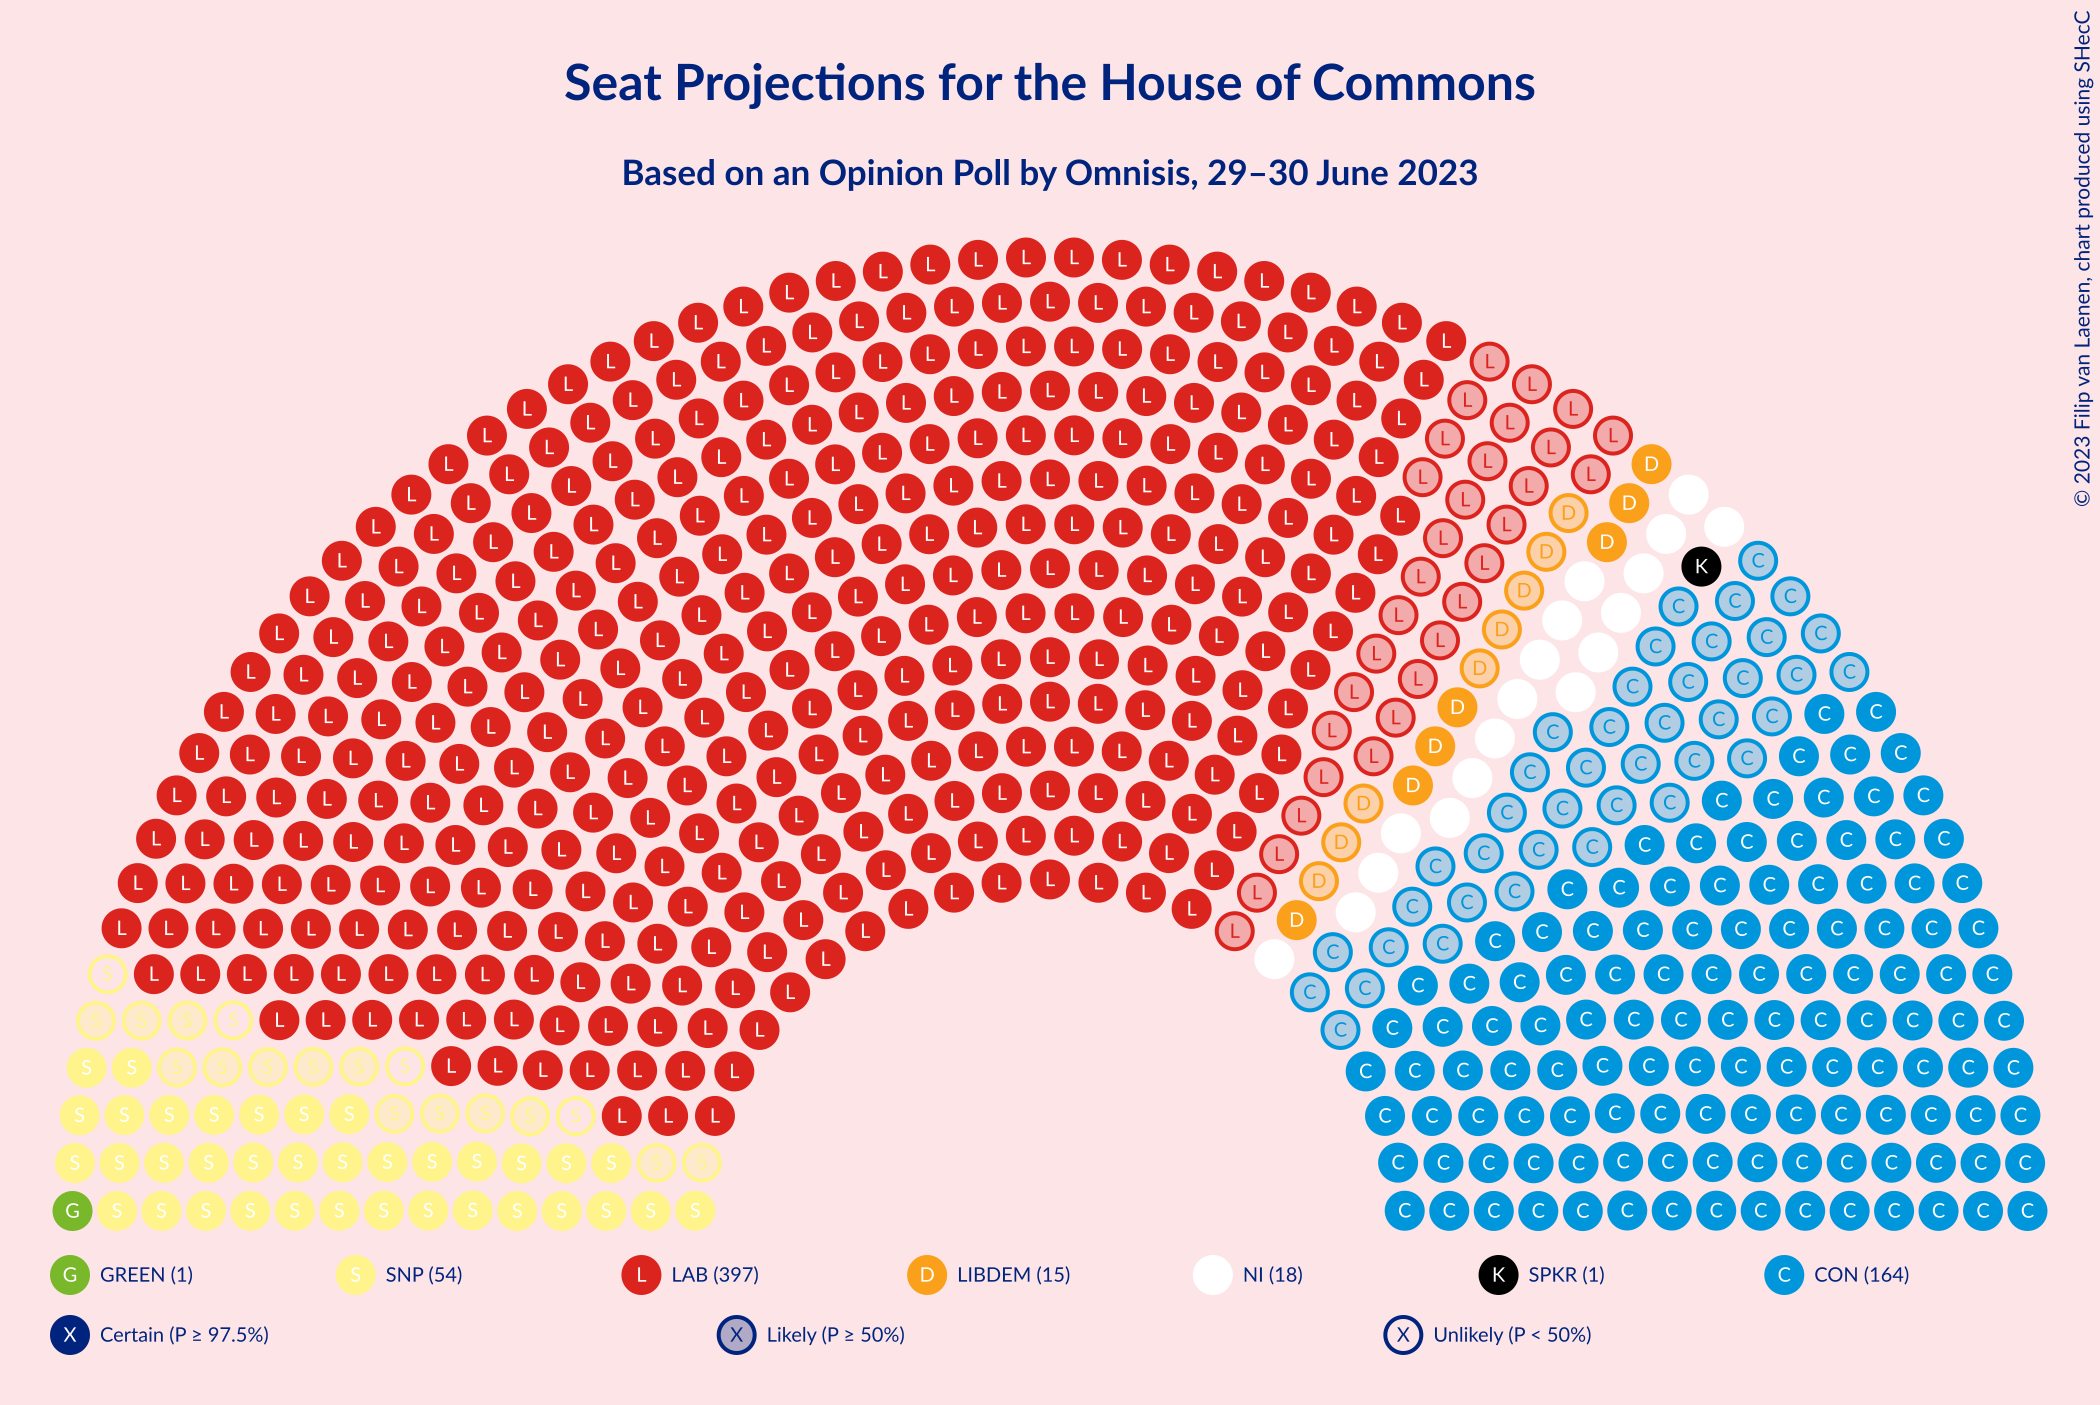 Seat Projections for the House of Commons
Based on an Opinion Poll by Omnisis, 29–30 June 2023
© 2023 Filip van Laenen, chart produced using SHecC
G GREEN (1) S SNP (54) L LAB (397) D LIBDEM (15) NI (18) K SPKR (1) C CON (164)
X Certain (P ≥ 97.5%) X Likely (P ≥ 50%) X Unlikely (P < 50%)